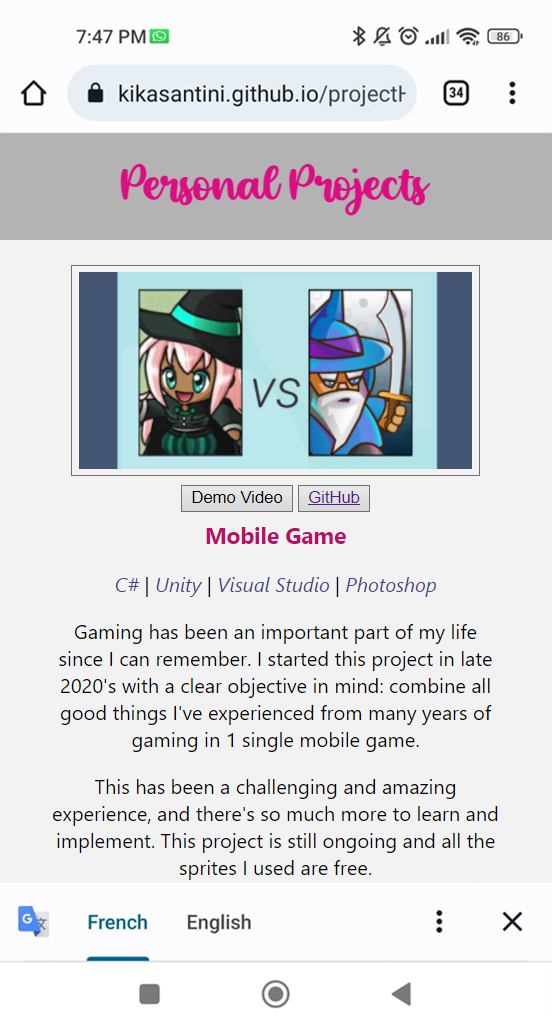 7:47 PM
86
kikasantini.github.io/project
34
Personal Projects
VS
Demo Video GitHub
Mobile Game
C# | Unity | Visual Studio | Photoshop
Gaming has been an important part of my life
since I can remember. I started this project in late
2020's with a clear objective in mind: combine all
good things I've experienced from many years of
gaming in 1 single mobile game.
This has been a challenging and amazing
experience, and there's so much more to learn and
implement. This project is still ongoing and all the
sprites I used are free.
French English